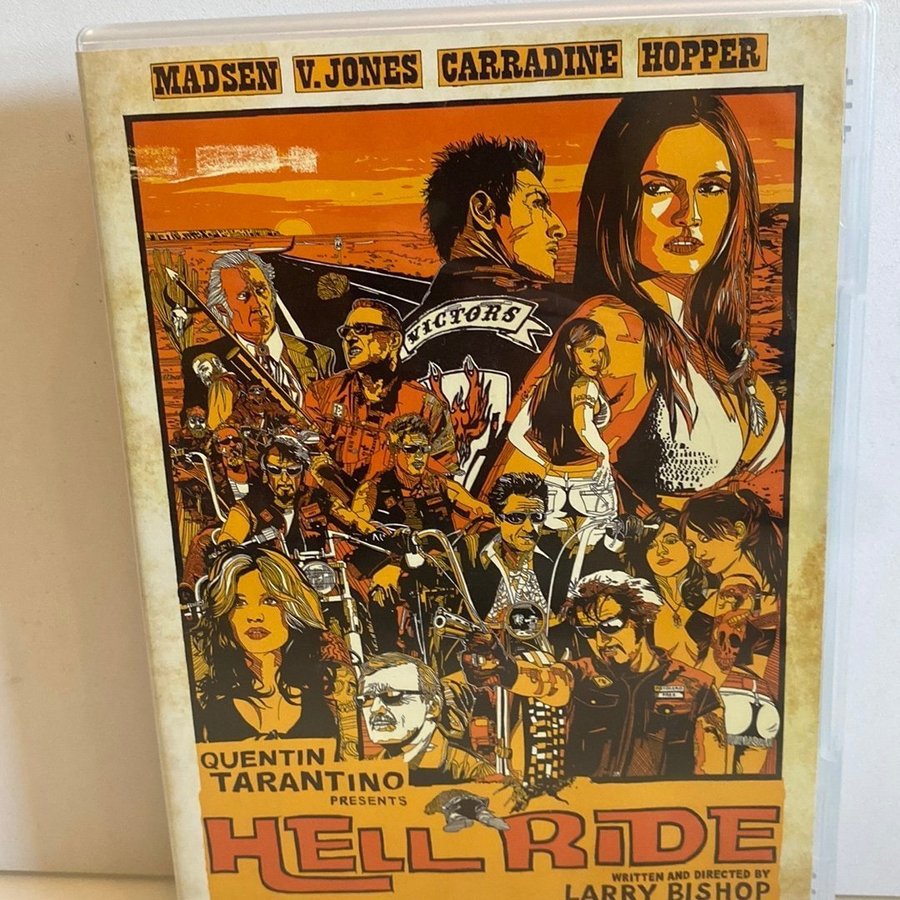 MADSEN V. JONES CARRADINE HOPPER
VICTORS
QUENTIN
TARANTINO
PRESENTS
HELL RIDE
WRITTEN AND DIRECTED BY
LARRY BISHOP